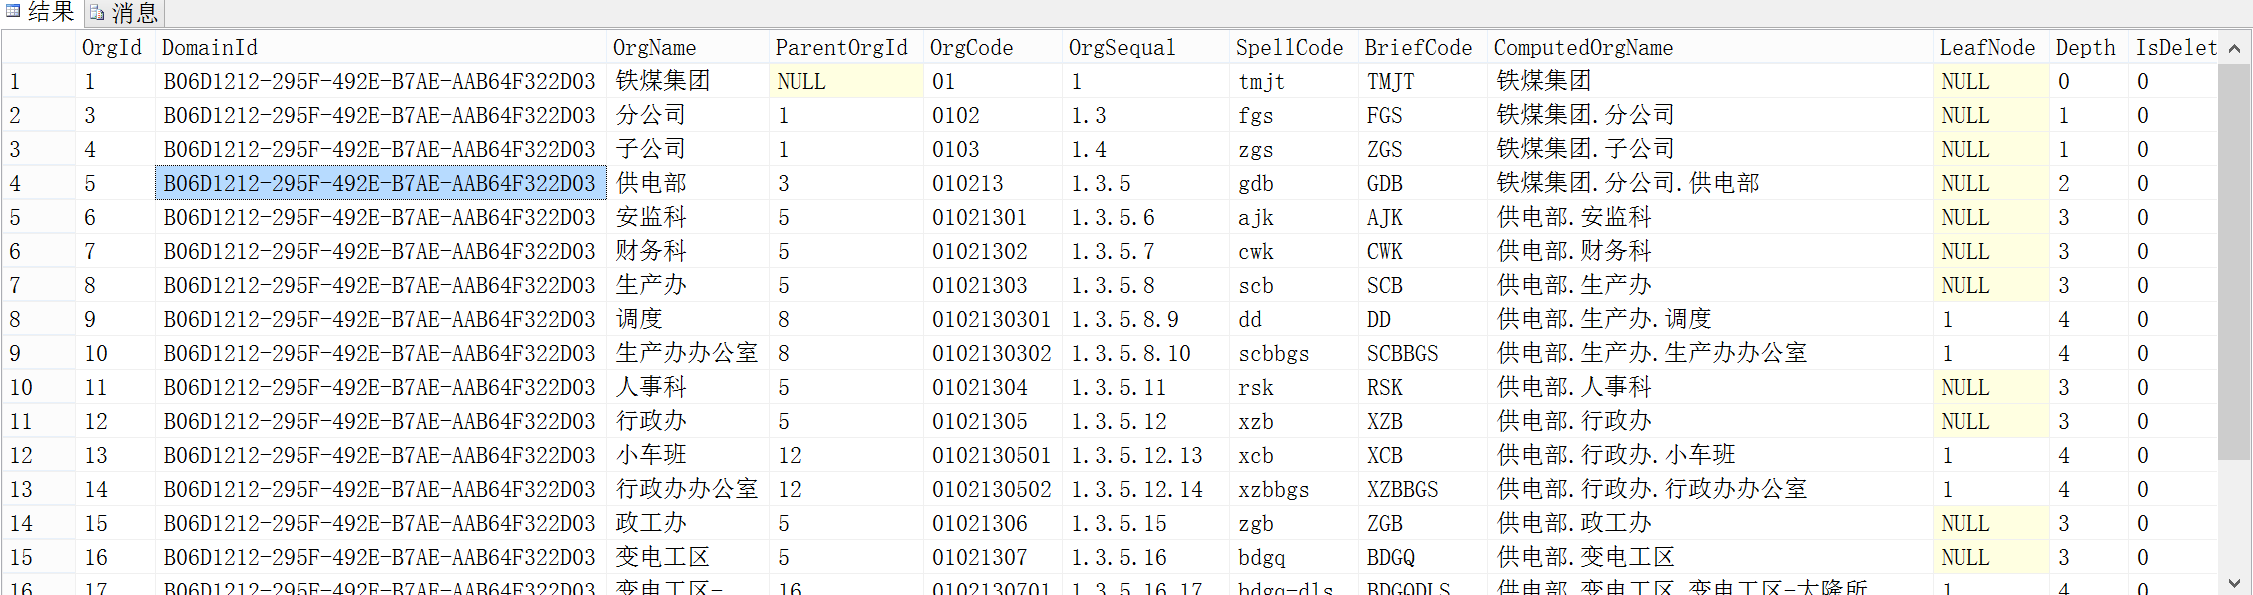 结果 消息
OrgId DomainId OrgName ParentOrgId OrgCode OrgSequal SpellCode BriefCode ComputedOrgName LeafNode Depth IsDelet
1 1 B06D1212-295F-492E-B7AE-AAB64F322D03 铁煤集团 NULL 01 1 tmjt TMJT 铁煤集团 NULL 0 0
2 3 B06D1212-295F-492E-B7AE-AAB64F322D03 分公司 1 0102 1.3 fgs FGS 铁煤集团.分公司 NULL 1 0
3 4 B06D1212-295F-492E-B7AE-AAB64F322D03 子公司 1 0103 1.4 zgs ZGS 铁煤集团.子公司 NULL 1 0
4 5 B06D1212-295F-492E-B7AE-AAB64F322D03 供电部 3 010213 1.3.5 gdb GDB 铁煤集团.分公司.供电部 NULL 2 0
5 6 B06D1212-295F-492E-B7AE-AAB64F322D03 安监科 5 01021301 1.3.5.6 ajk AJK 供电部.安监科 NULL 3 0
6 7 B06D1212-295F-492E-B7AE-AAB64F322D03 财务科 5 01021302 1.3.5.7 cwk CWK 供电部.财务科 NULL 3 0
7 8 B06D1212-295F-492E-B7AE-AAB64F322D03 生产办 5 01021303 1.3.5.8 scb SCB 供电部.生产办 NULL 3 0
8 9 B06D1212-295F-492E-B7AE-AAB64F322D03 调度 8 0102130301 1.3.5.8.9 dd DD 供电部.生产办.调度 1 4 0
9 10 B06D1212-295F-492E-B7AE-AAB64F322D03 生产办办公室 8 0102130302 1.3.5.8.10 scbbgs SCBBGS 供电部.生产办.生产办办公室 1 4 0
10 11 B06D1212-295F-492E-B7AE-AAB64F322D03 人事科 5 01021304 1.3.5.11 rsk RSK 供电部.人事科 NULL 3 0
11 12 B06D1212-295F-492E-B7AE-AAB64F322D03 行政办 5 01021305 1.3.5.12 xzb XZB 供电部.行政办 NULL 3 0
12 13 B06D1212-295F-492E-B7AE-AAB64F322D03 小车班 12 0102130501 1.3.5.12.13 xcb XCB 供电部.行政办.小车班 1 4 0
13 14 B06D1212-295F-492E-B7AE-AAB64F322D03 行政办办公室 12 0102130502 1.3.5.12.14 xzbbgs XZBBGS 供电部.行政办.行政办办公室 1 4 0
14 15 B06D1212-295F-492E-B7AE-AAB64F322D03 政工办 5 01021306 1.3.5.15 zgb ZGB 供电部.政工办 NULL 3 0
15 16 B06D1212-295F-492E-B7AE-AAB64F322D03 变电工区 5 01021307 1.3.5.16 bdgq BDGQ 供电部.变电工区 NULL 3 0
16 17 B06D1212-295F-492E-B7AE-AAB64F322D03 变电工区- 16 0102130701 1.3.5.16.17 bdgq-dls BDGQDLS 供电部.变电工区.变电工区-大隆所 1 4 0